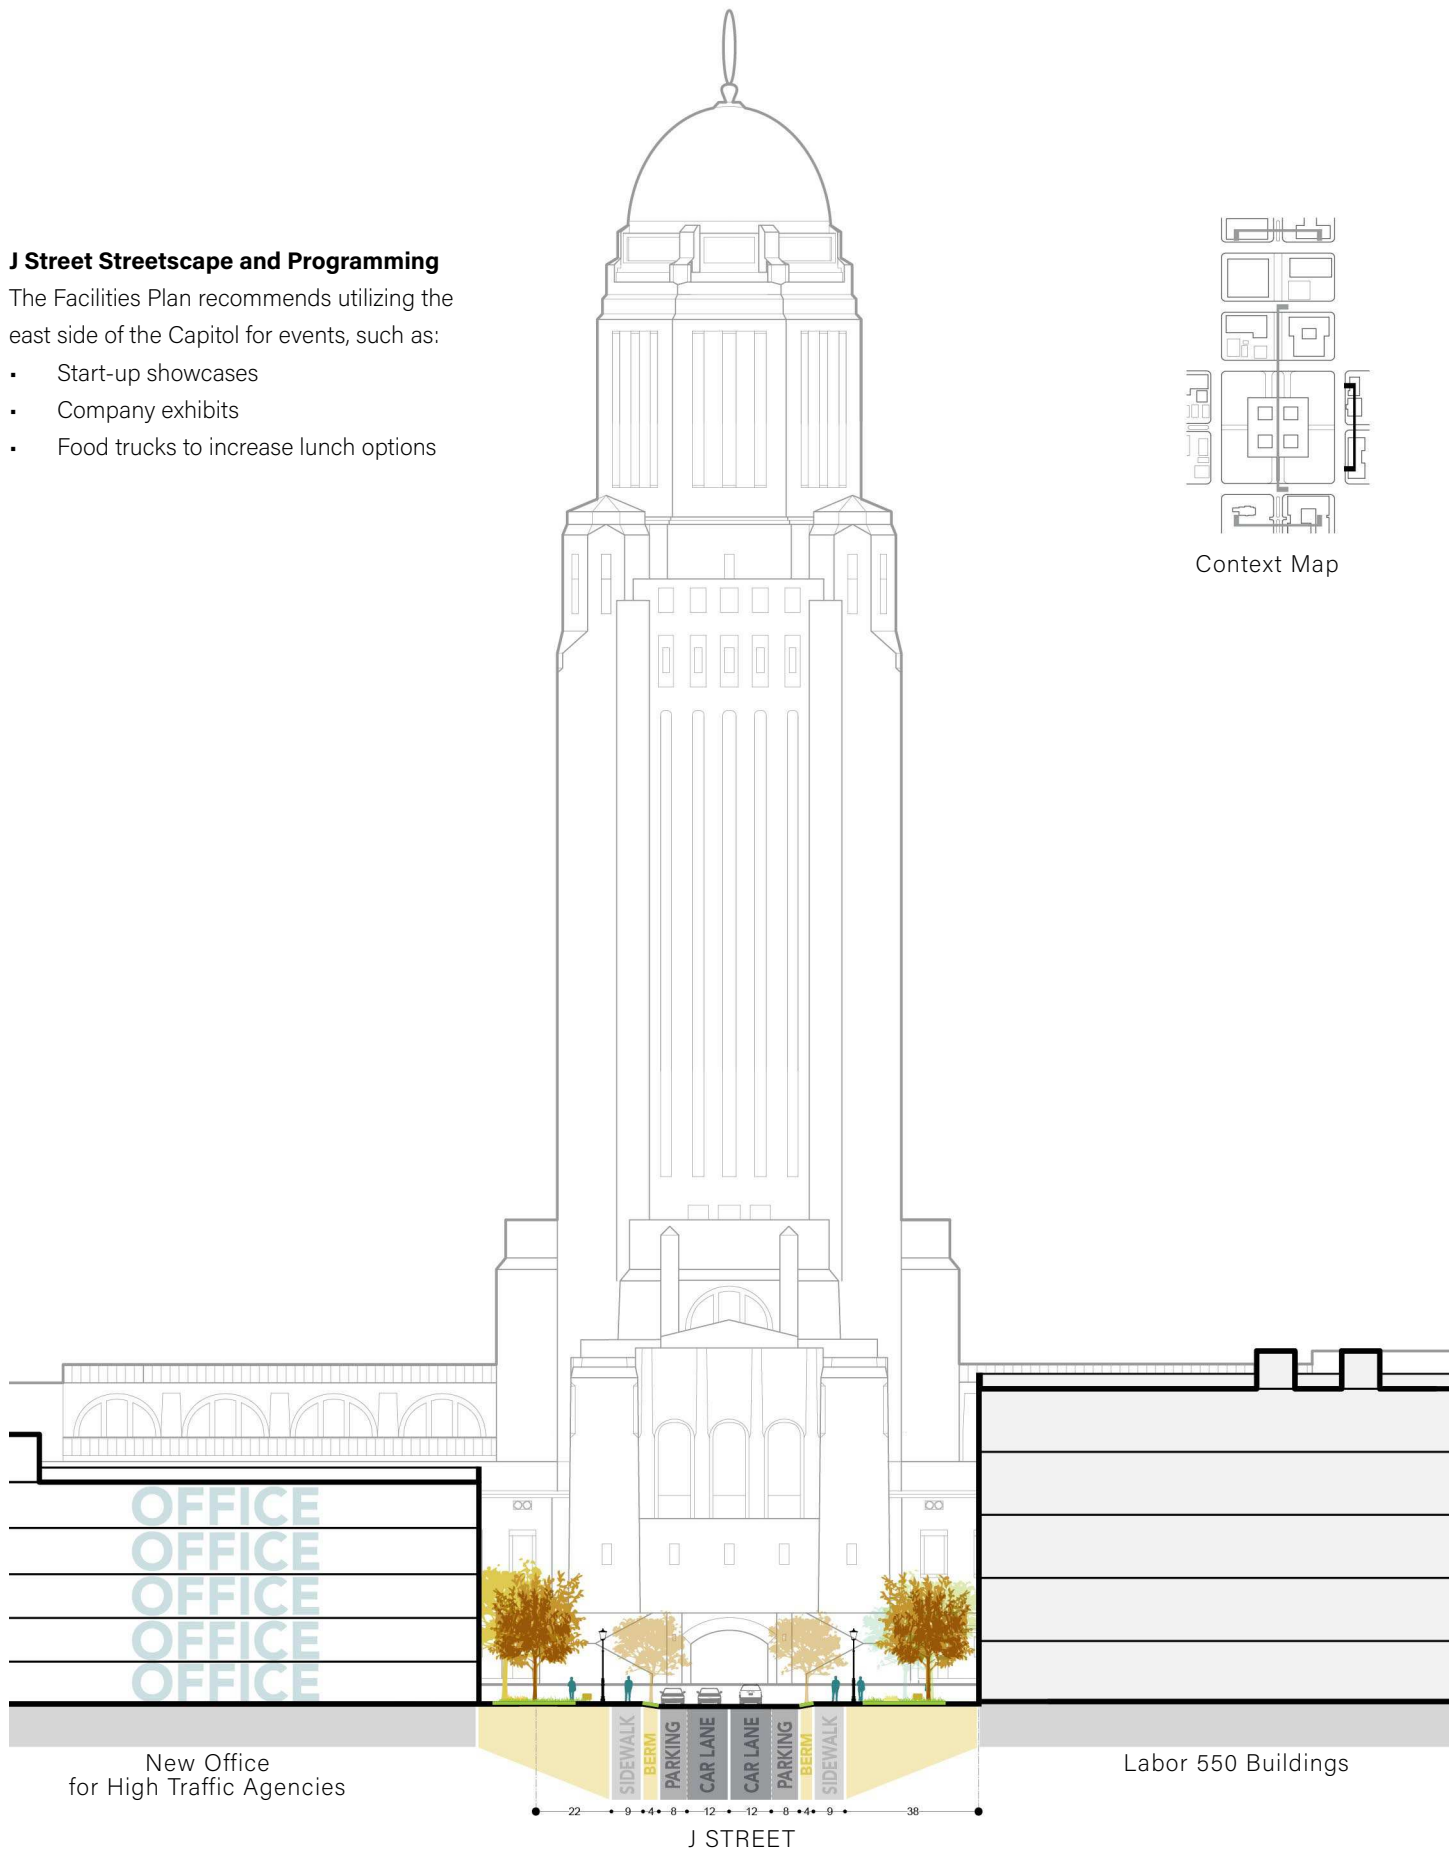 J Street Streetscape and Programming
The Facilities Plan recommends utilizing the
east side of the Capitol for events, such as:
• Start-up showcases
• Company exhibits
• Food trucks to increase lunch options
Context Map
OFFICE
OFFICE
OFFICE
OFFICE
OFFICE
New Office
for High Traffic Agencies
SIDEWALK
BERM
PARKING
CAR LANE
CAR LANE
PARKING
BERM
SIDEWALK
Labor 550 Buildings
22 9 4 8 12 12 8 4 9 38
J STREET